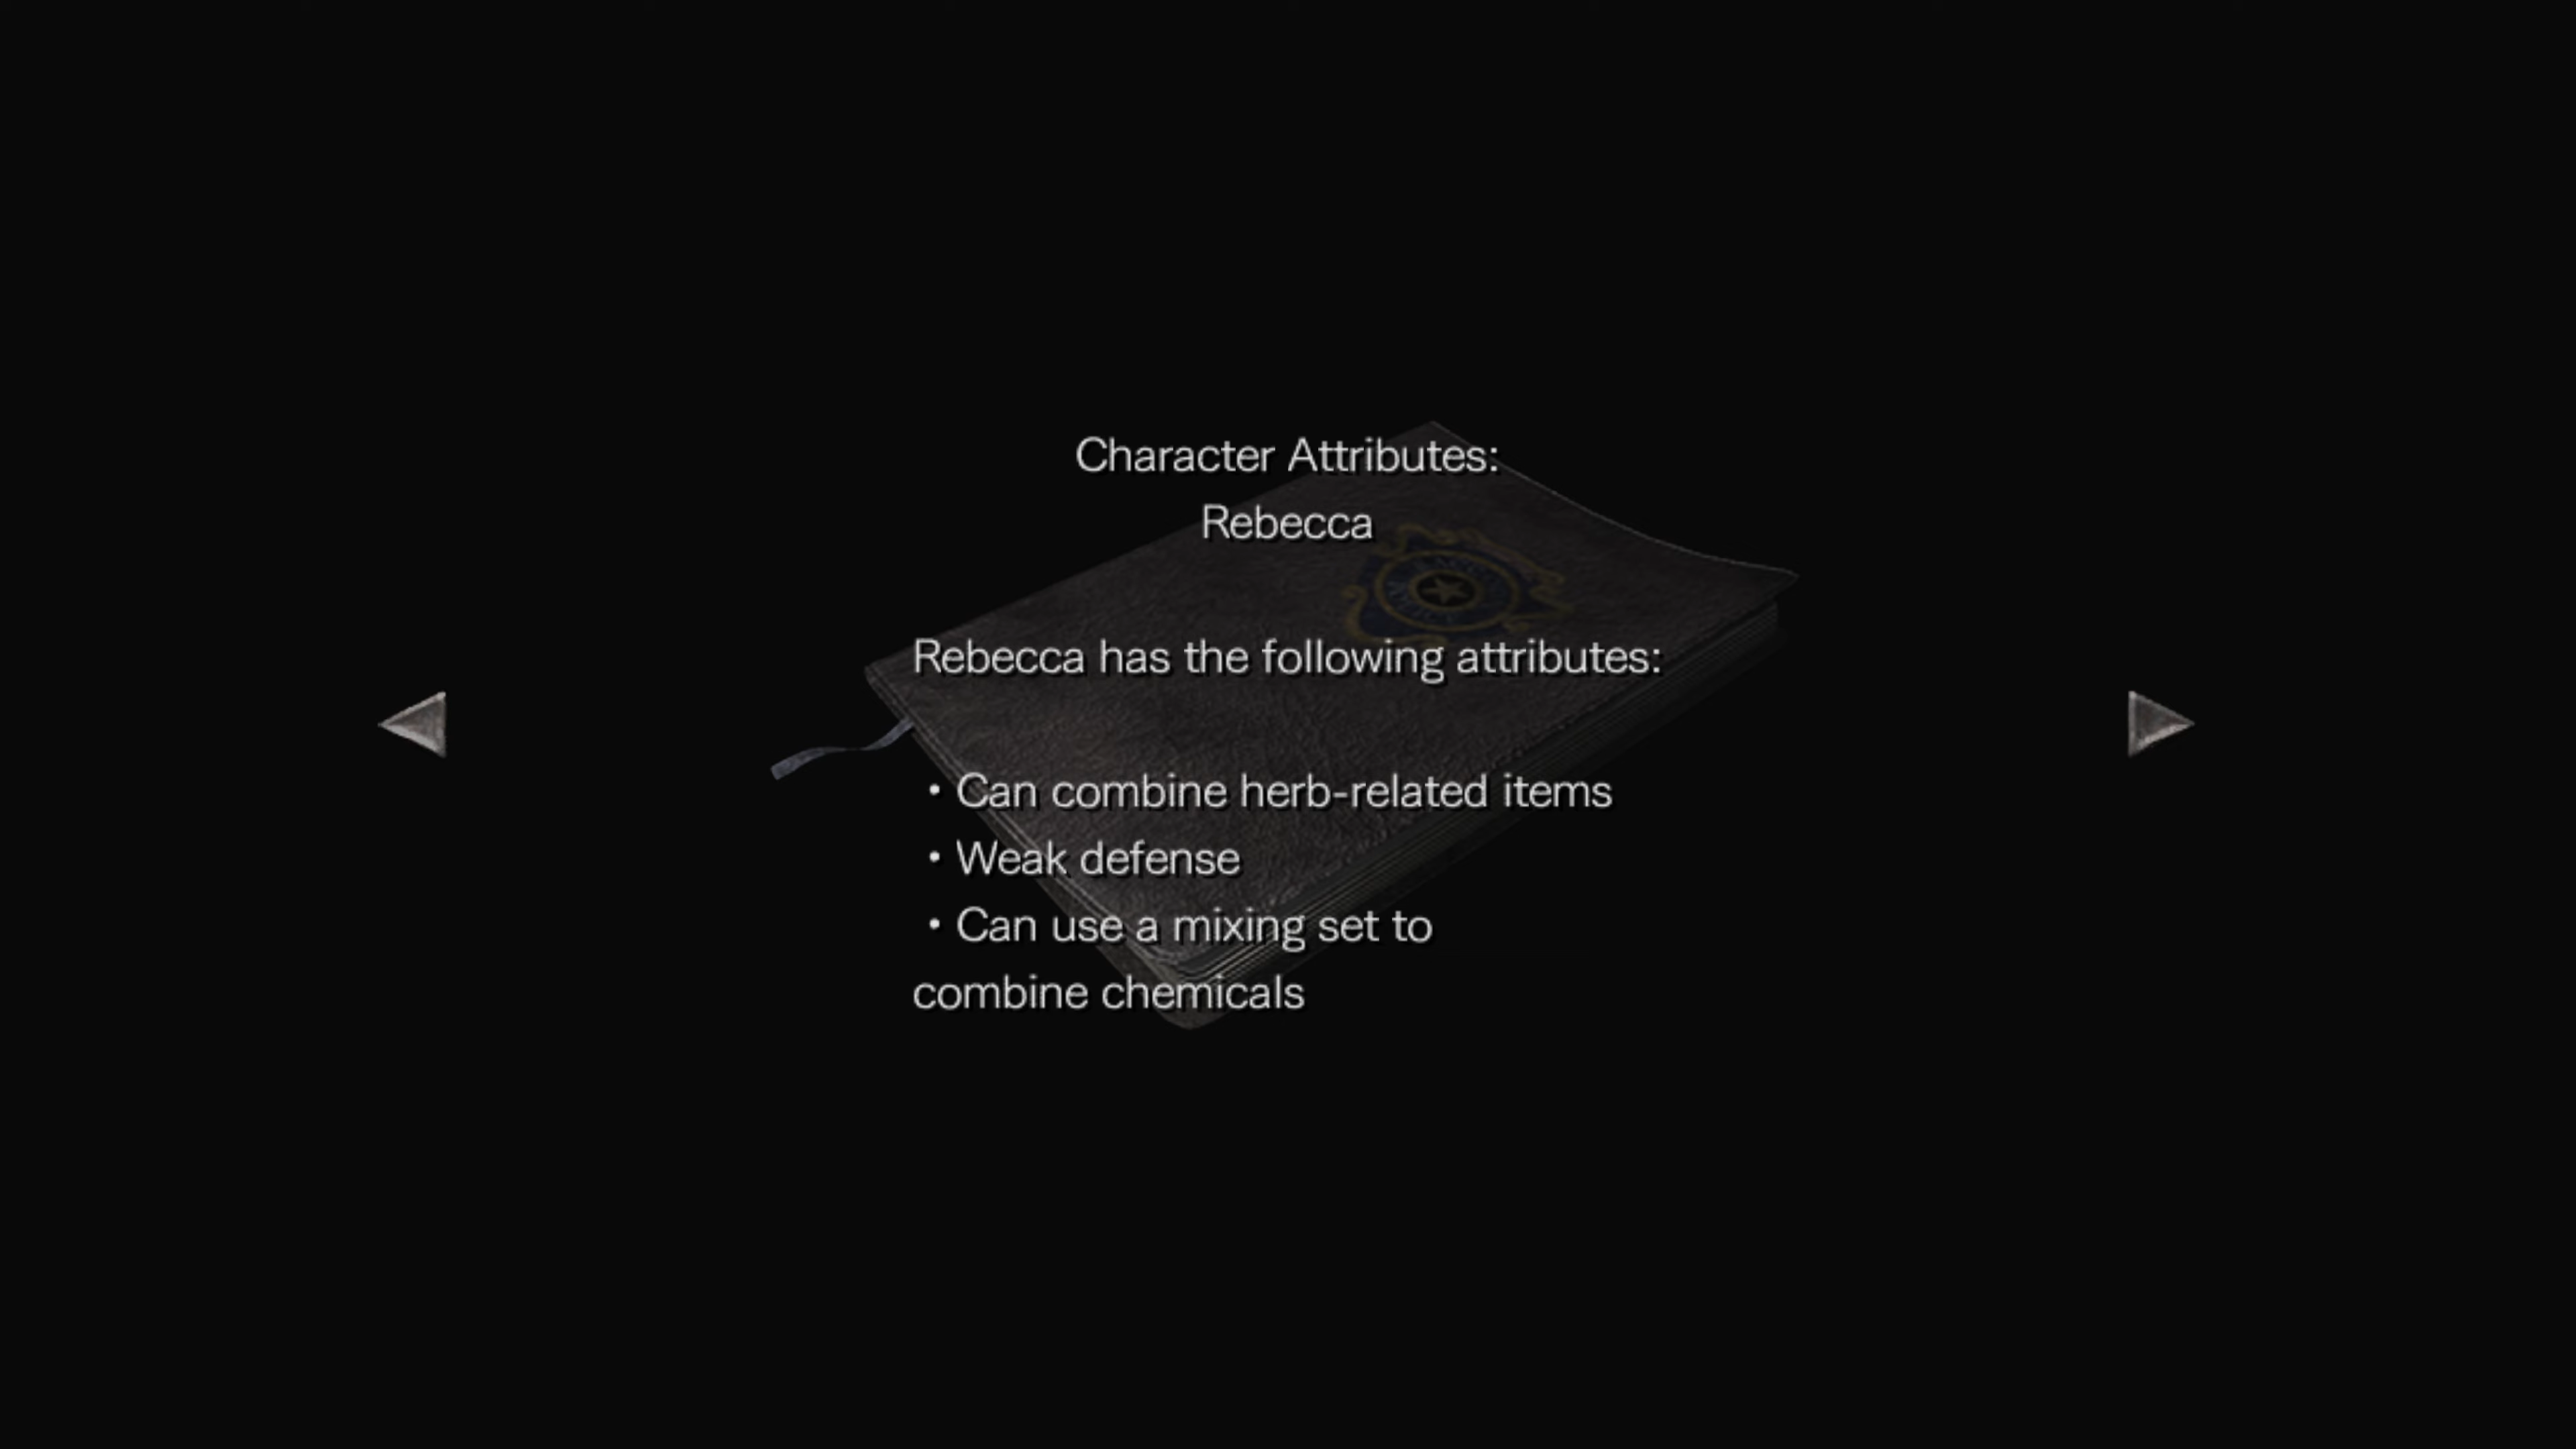 Character Attributes:
Rebecca
Rebecca has the following attributes:
・Can combine herb-related items
・Weak defense
・Can use a mixing set to
combine chemicals